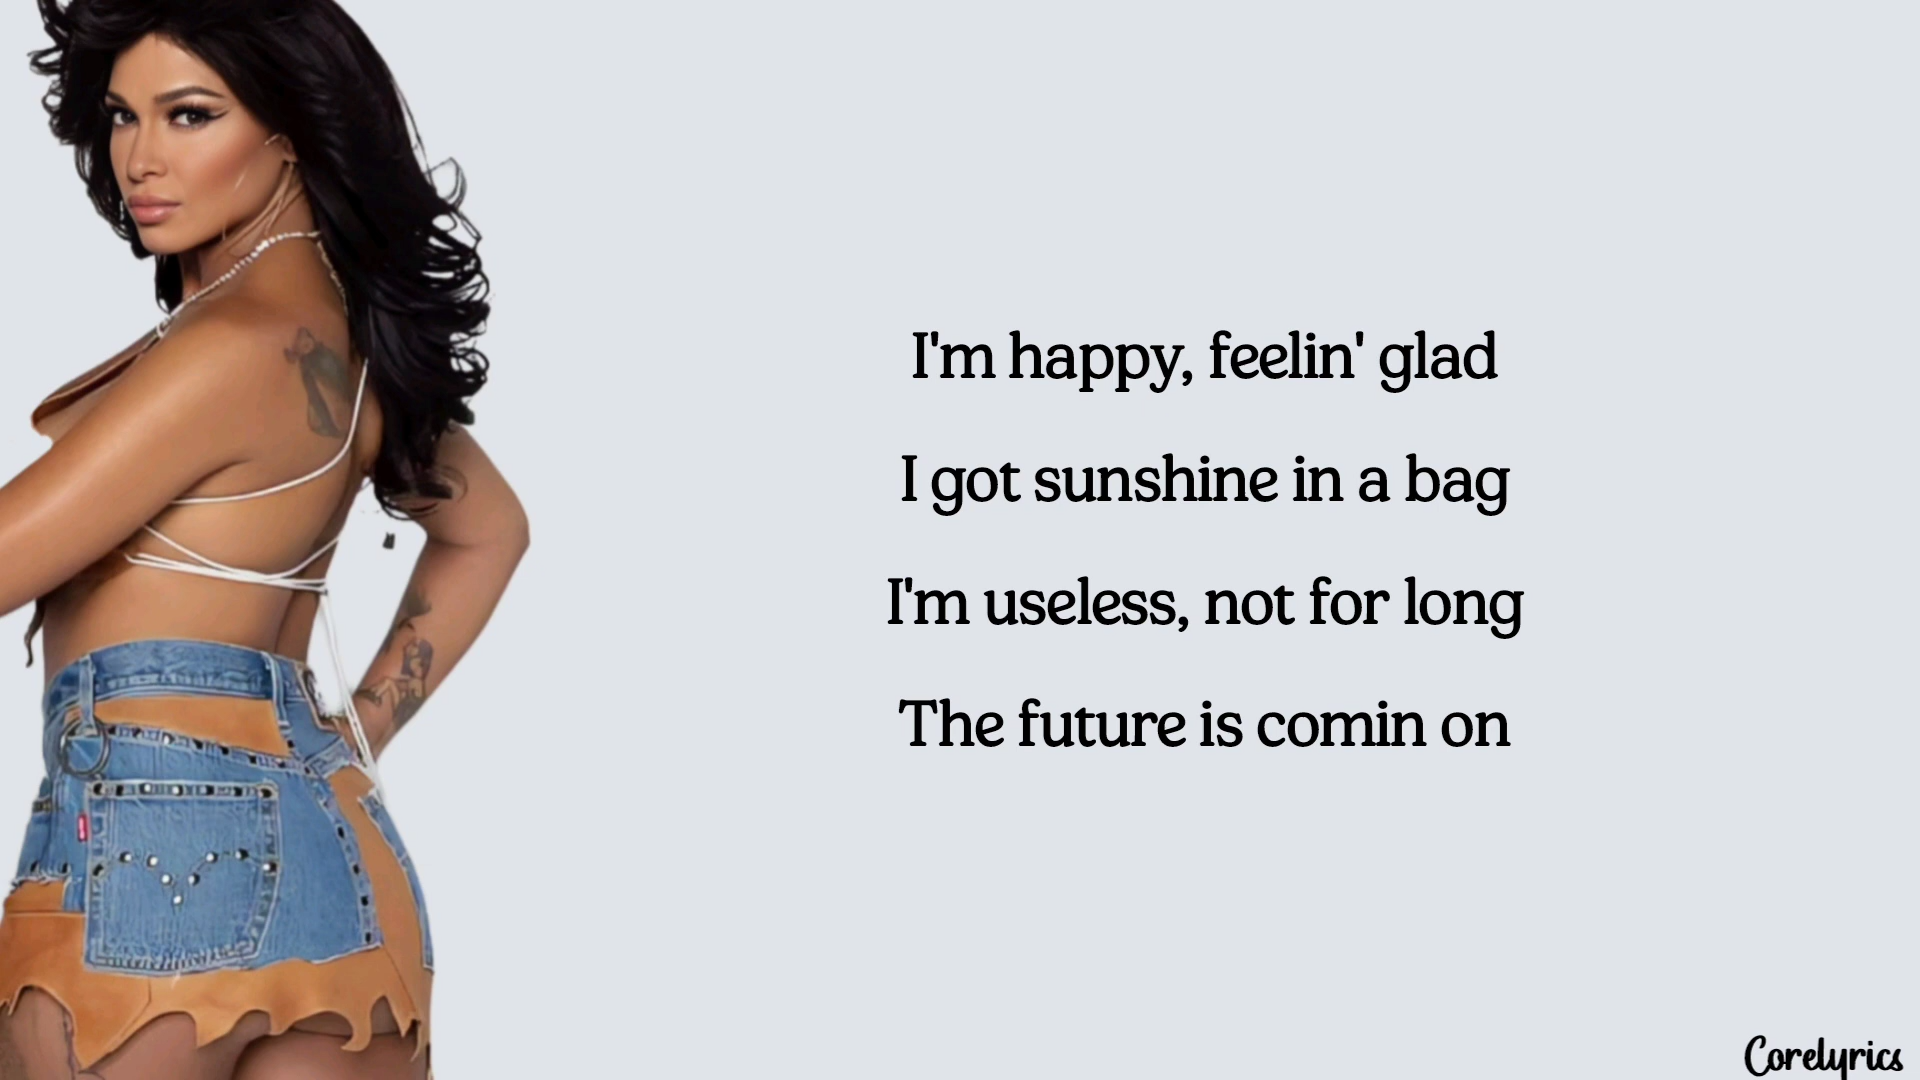 I'm happy, feelin' glad
I got sunshine in a bag
I'm useless, not for long
The future is comin on
Corelyrics